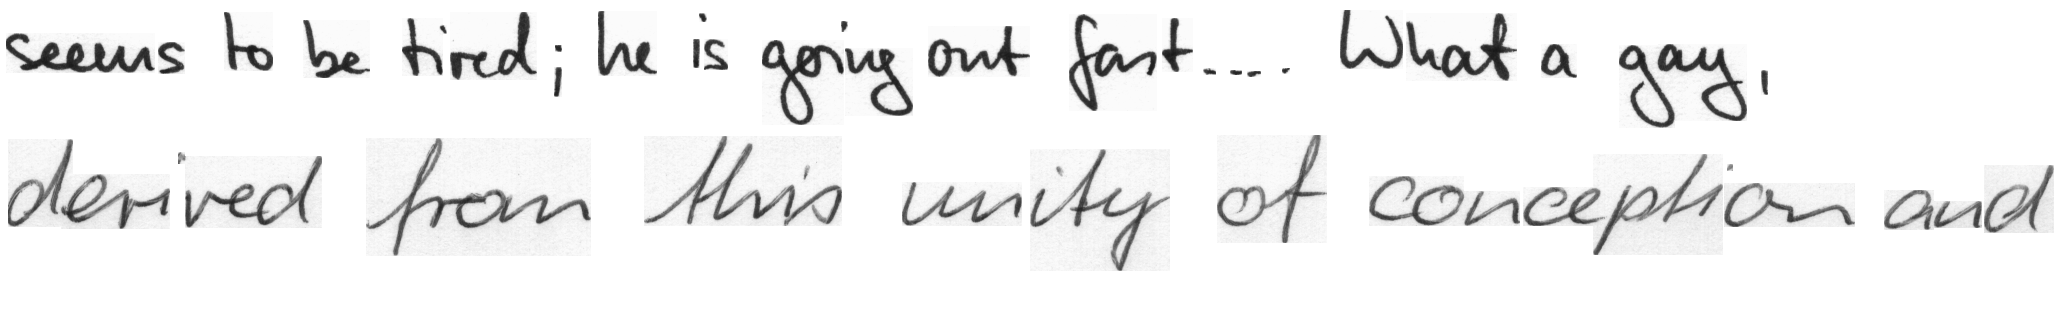 seems to be tired; he is going out fast.... What a gay,
derived from this unity of conception and